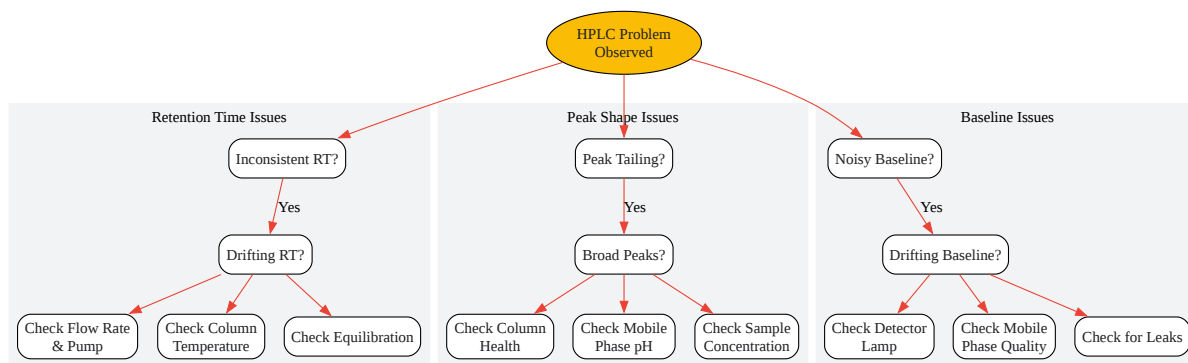 HPLC Problem
Observed
Retention Time Issues
Peak Shape Issues
Baseline Issues
Inconsistent RT?
Peak Tailing?
Noisy Baseline?
Yes
Yes
Yes
Drifting RT?
Broad Peaks?
Drifting Baseline?
Check Flow Rate
& Pump
Check Column
Temperature
Check Equilibration
Check Column
Health
Check Mobile
Phase pH
Check Sample
Concentration
Check Detector
Lamp
Check Mobile
Phase Quality
Check for Leaks